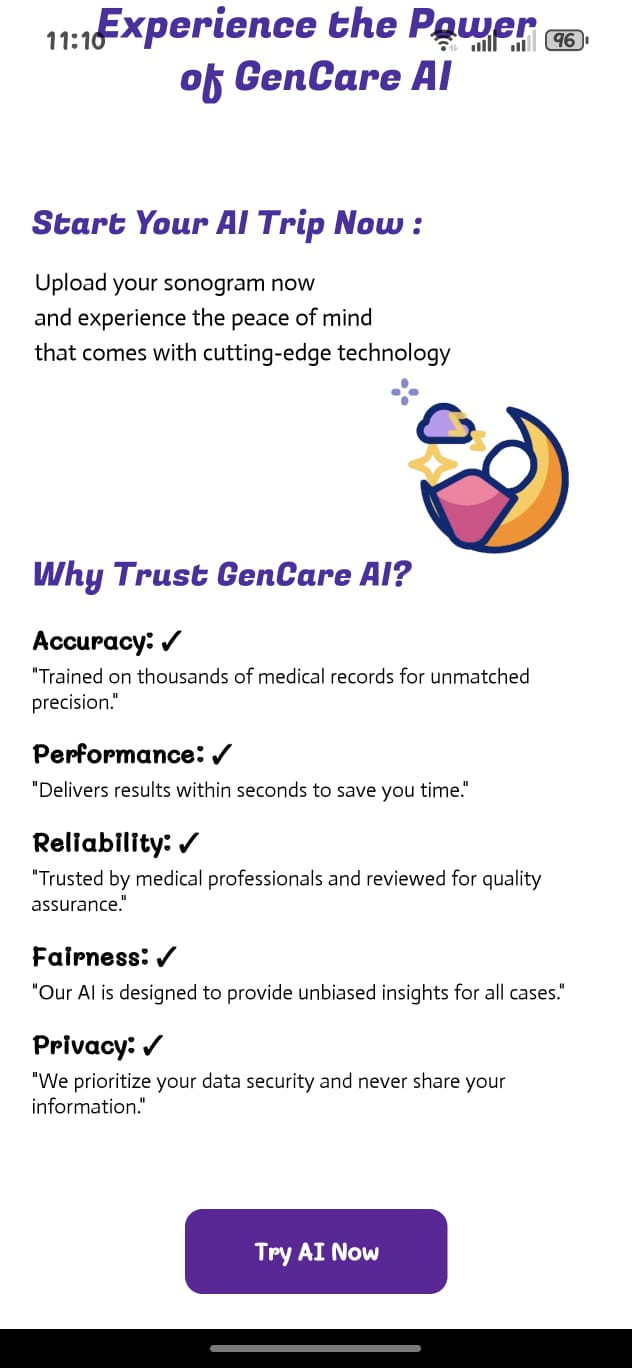 Experience the Power
11:10
96
of GenCare AI
Start Your AI Trip Now :
Upload your sonogram now
and experience the peace of mind
that comes with cutting-edge technology
Why Trust GenCare AI?
Accuracy: ✓
"Trained on thousands of medical records for unmatched
precision."
Performance: ✓
"Delivers results within seconds to save you time."
Reliability: ✓
"Trusted by medical professionals and reviewed for quality
assurance."
Fairness: ✓
"Our AI is designed to provide unbiased insights for all cases."
Privacy: ✓
"We prioritize your data security and never share your
information."
Try AI Now